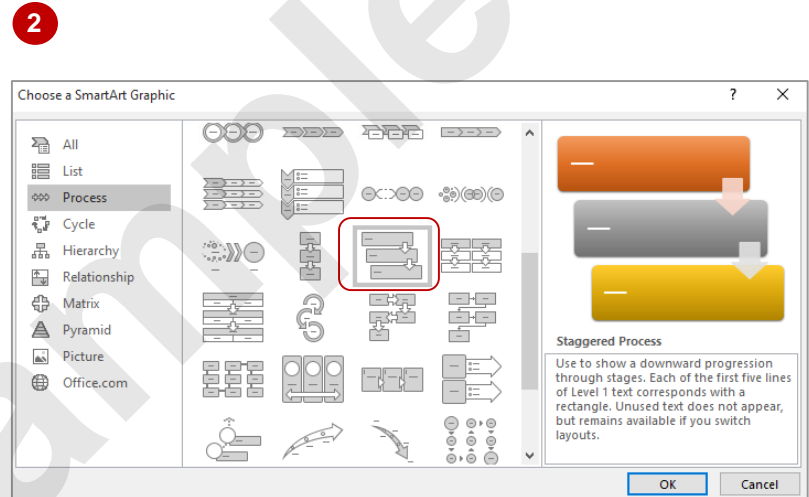 2
Choose a SmartArt Graphic
?
All
List
Process
Cycle
Hierarchy
Relationship
Matrix
Pyramid
Picture
Office.com
Staggered Process
Use to show a downward progression
through stages. Each of the first five lines
of Level 1 text corresponds with a
rectangle. Unused text does not appear,
but remains available if you switch
layouts.
OK
Cancel